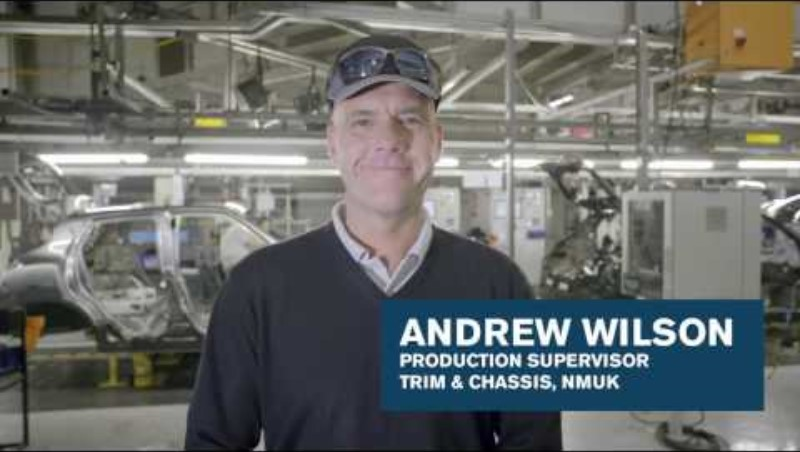 ANDREW WILSON
PRODUCTION SUPERVISOR
TRIM & CHASSIS, NMUK